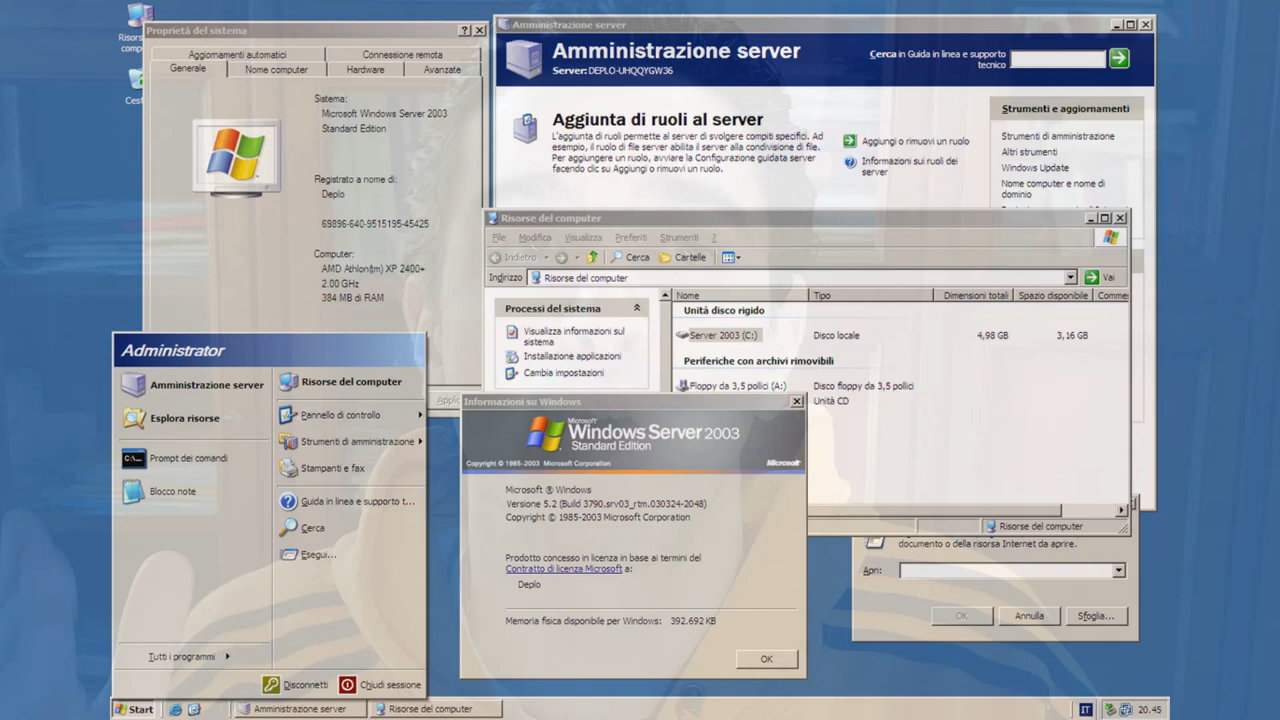 Risors
comp
Cest
Proprietà del sistema
Aggiornamenti automatici
Connessione remota
Generale
Nome computer
Hardware
Avanzate
Sistema:
Microsoft Windows Server 2003
Standard Edition
Registrato a nome di:
Deplo
69896-640-9515195-45425
Computer:
AMD Athlon(tm) XP 2400+
2.00 GHz
384 MB di RAM
Applic
Amministrazione server
Amministrazione server
Server: DEPLO-UHQQYGW36
Cerca in Guida in linea e supporto
tecnico
Aggiunta di ruoli al server
L'aggiunta di ruoli permette al server di svolgere compiti specifici. Ad
esempio, il ruolo di file server abilita il server alla condivisione di file.
Per aggiungere un ruolo, avviare la Configurazione guidata server
facendo clic su Aggiungi o rimuovi un ruolo.
Aggiungi o rimuovi un ruolo
Informazioni sui ruoli dei
server
Strumenti e aggiornamenti
Strumenti di amministrazione
Altri strumenti
Windows Update
Nome computer e nome di
dominio
Risorse del computer
File
Modifica
Visualizza
Preferiti
Strumenti
?
Indietro
Cerca
Cartelle
Indirizzo
Risorse del computer
Vai
Processi del sistema
Visualizza informazioni sul
sistema
Installazione applicazioni
Cambia impostazioni
Nome
Tipo
Dimensioni totali
Spazio disponibile
Comme
Unità disco rigido
Server 2003 (C:)
Disco locale
4,98 GB
3,16 GB
Periferiche con archivi rimovibili
Floppy da 3,5 pollici (A:)
Disco floppy da 3,5 pollici
Unità CD
Risorse del computer
Administrator
Amministrazione server
Esplora risorse
C:\...
Prompt dei comandi
Blocco note
Risorse del computer
Pannello di controllo
Strumenti di amministrazione
Stampanti e fax
Guida in linea e supporto t...
Cerca
Esegui...
Tutti i programmi
Disconnetti
Chiudi sessione
Informazioni su Windows
Microsoft
Windows Server 2003
Standard Edition
Copyright © 1985-2003 Microsoft Corporation
Microsoft
Microsoft ® Windows
Versione 5.2 (Build 3790.srv03_rtm.030324-2048)
Copyright © 1985-2003 Microsoft Corporation
Prodotto concesso in licenza in base ai termini del
Contratto di licenza Microsoft a:
Deplo
Memoria fisica disponibile per Windows: 392.692 KB
OK
documento o della risorsa Internet da aprire.
Apri:
OK
Annulla
Sfoglia...
Start
Amministrazione server
Risorse del computer
IT
20.45